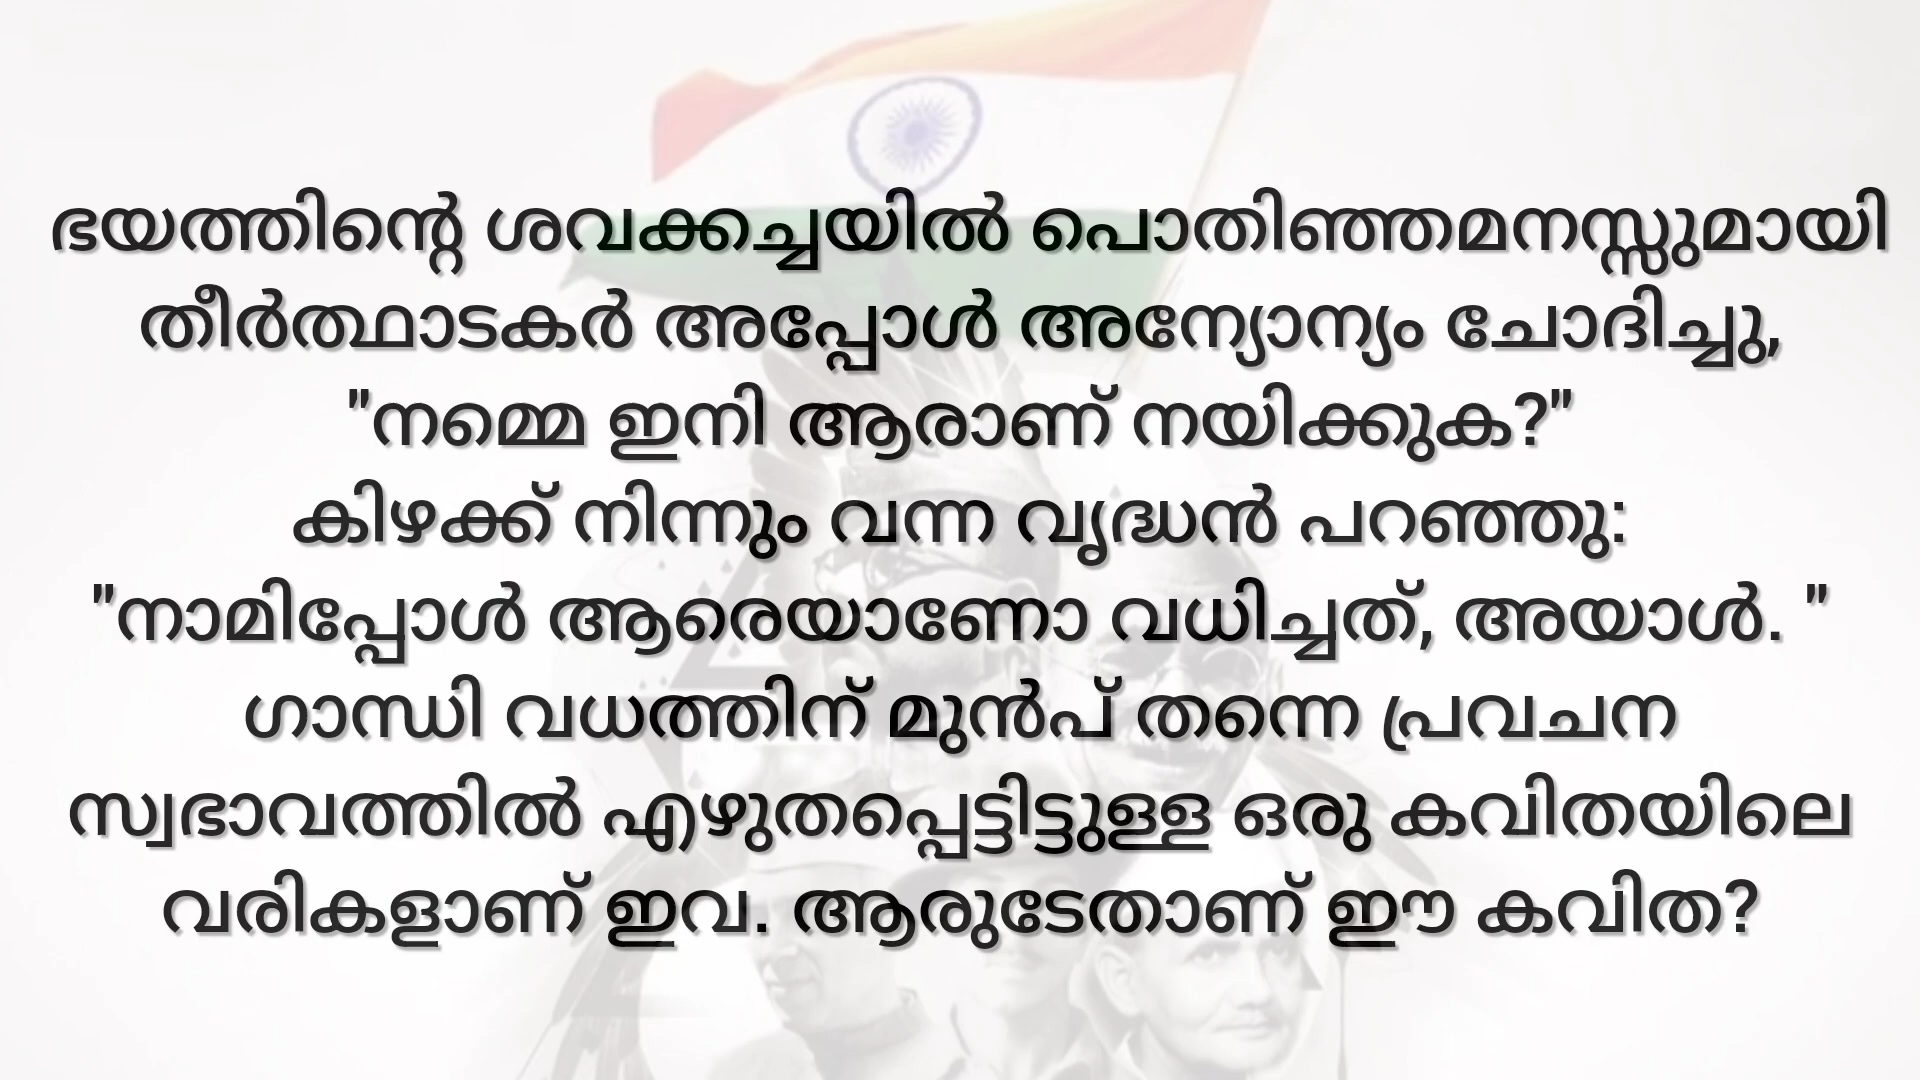 ഭയത്തിന്റെ ശവക്കച്ചയിൽ പൊതിഞ്ഞമനസ്സുമായി
തീർത്ഥാടകർ അപ്പോൾ അന്യോന്യം ചോദിച്ചു,
"നമ്മെ ഇനി ആരാണ് നയിക്കുക?"
കിഴക്ക് നിന്നും വന്ന വൃദ്ധൻ പറഞ്ഞു:
"നാമിപ്പോൾ ആരെയാണോ വധിച്ചത്, അയാൾ. "
ഗാന്ധി വധത്തിന് മുൻപ് തന്നെ പ്രവചന
സ്വഭാവത്തിൽ എഴുതപ്പെട്ടിട്ടുള്ള ഒരു കവിതയിലെ
വരികളാണ് ഇവ. ആരുടേതാണ് ഈ കവിത?